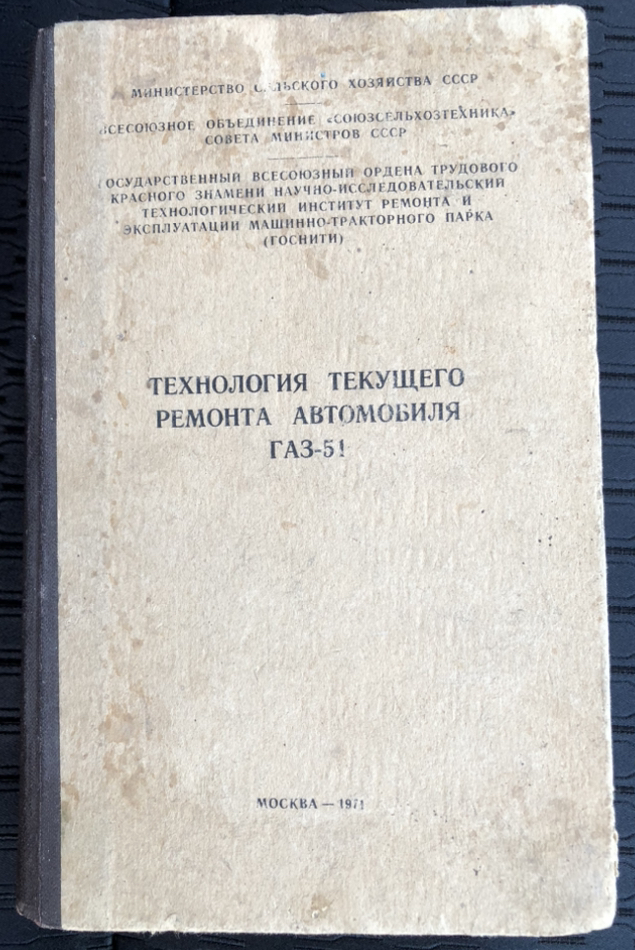 МИНИСТЕРСТВО СЕЛЬСКОГО ХОЗЯЙСТВА СССР
ВСЕСОЮЗНОЕ ОБЪЕДИНЕНИЕ «СОЮЗСЕЛЬХОЗТЕХНИКА»
СОВЕТА МИНИСТРОВ СССР
ГОСУДАРСТВЕННЫЙ ВСЕСОЮЗНЫЙ ОРДЕНА ТРУДОВОГО
КРАСНОГО ЗНАМЕНИ НАУЧНО-ИССЛЕДОВАТЕЛЬСКИЙ
ТЕХНОЛОГИЧЕСКИЙ ИНСТИТУТ РЕМОНТА И
ЭКСПЛУАТАЦИИ МАШИННО-ТРАКТОРНОГО ПАРКА
(ГОСНИТИ)
ТЕХНОЛОГИЯ ТЕКУЩЕГО
РЕМОНТА АВТОМОБИЛЯ
ГАЗ-51
МОСКВА — 1971